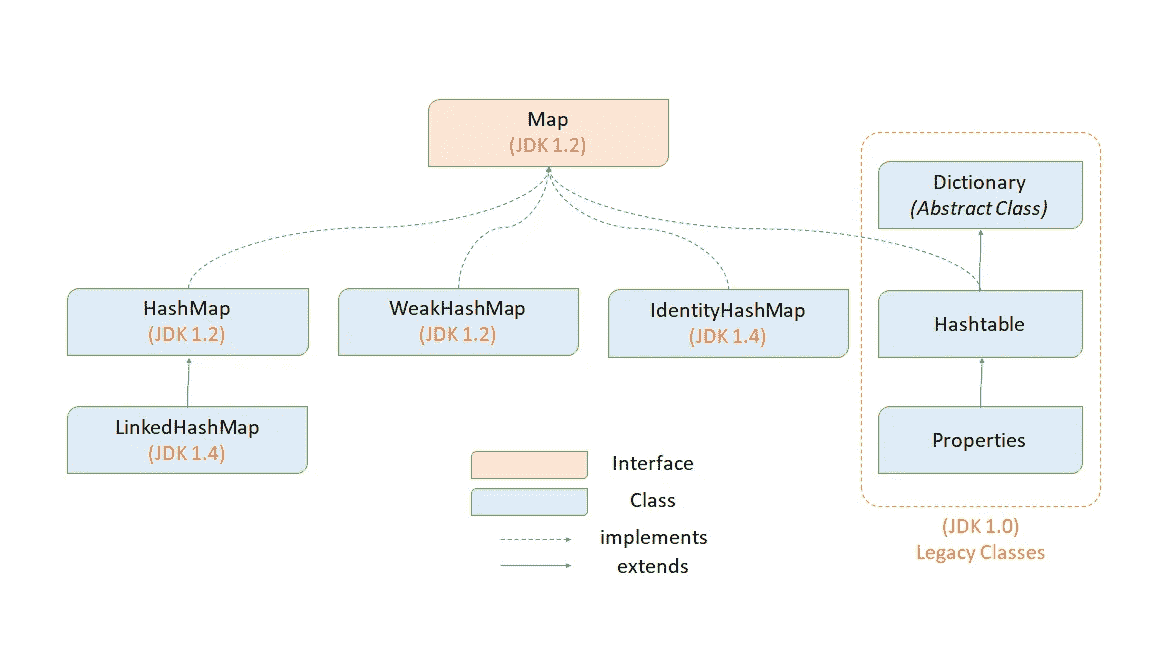 Map
(JDK 1.2)
Dictionary
(Abstract Class)
HashMap
(JDK 1.2)
WeakHashMap
(JDK 1.2)
IdentityHashMap
(JDK 1.4)
Hashtable
LinkedHashMap
(JDK 1.4)
Properties
Interface
Class
implements
extends
(JDK 1.0)
Legacy Classes